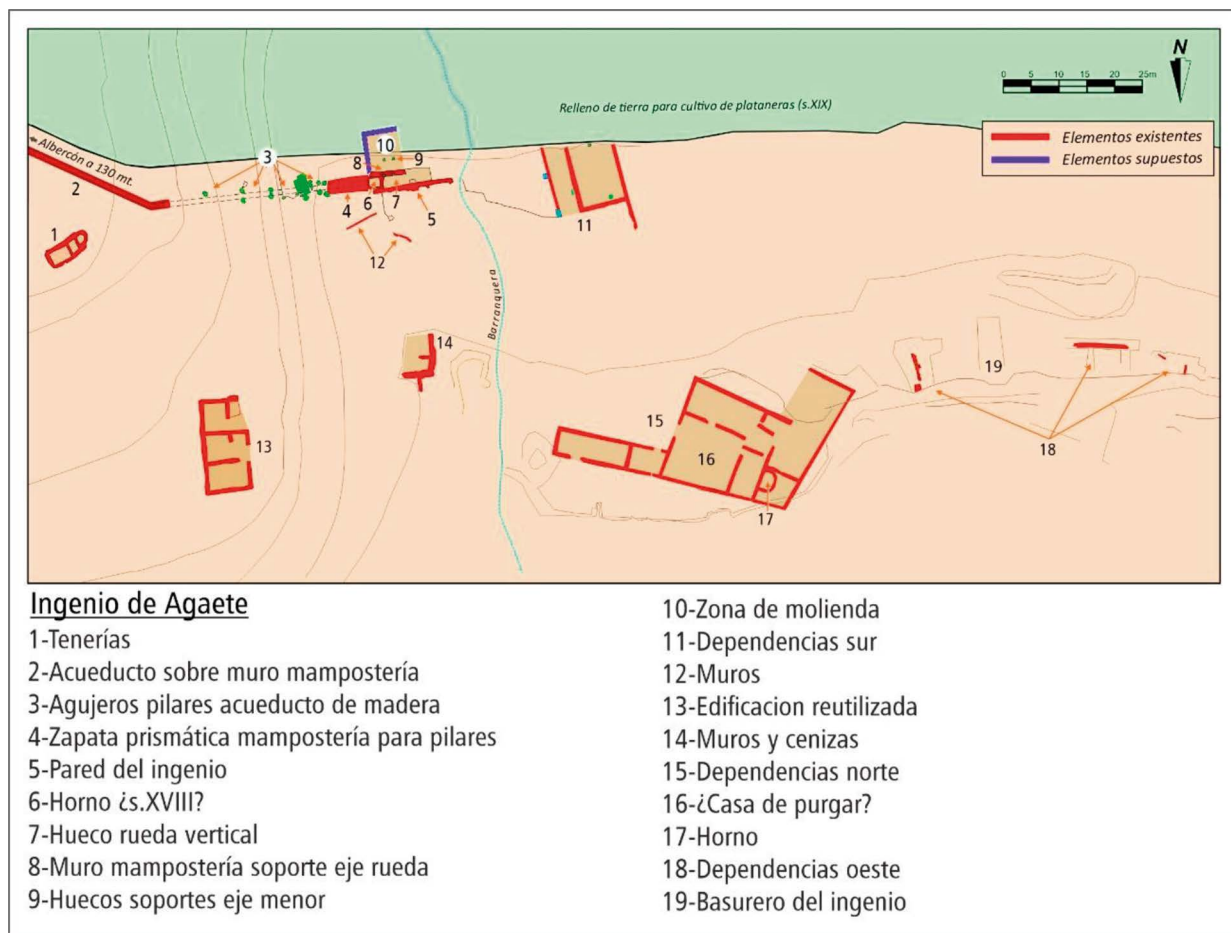 N
0 5 10 15 20 25m
Relleno de tierra para cultivo de plataneras (s.XIX)
Elementos existentes
Elementos supuestos
Albercón a 130 mt.
2
3
8
10
9
1
4
6
7
5
11
12
Barranquera
14
13
15
16
17
19
18
Ingenio de Agaete
1-Tenerías
2-Acueducto sobre muro mampostería
3-Agujeros pilares acueducto de madera
4-Zapata prismática mampostería para pilares
5-Pared del ingenio
6-Horno ¿s.XVIII?
7-Hueco rueda vertical
8-Muro mampostería soporte eje rueda
9-Huecos soportes eje menor
10-Zona de molienda
11-Dependencias sur
12-Muros
13-Edificacion reutilizada
14-Muros y cenizas
15-Dependencias norte
16-¿Casa de purgar?
17-Horno
18-Dependencias oeste
19-Basurero del ingenio